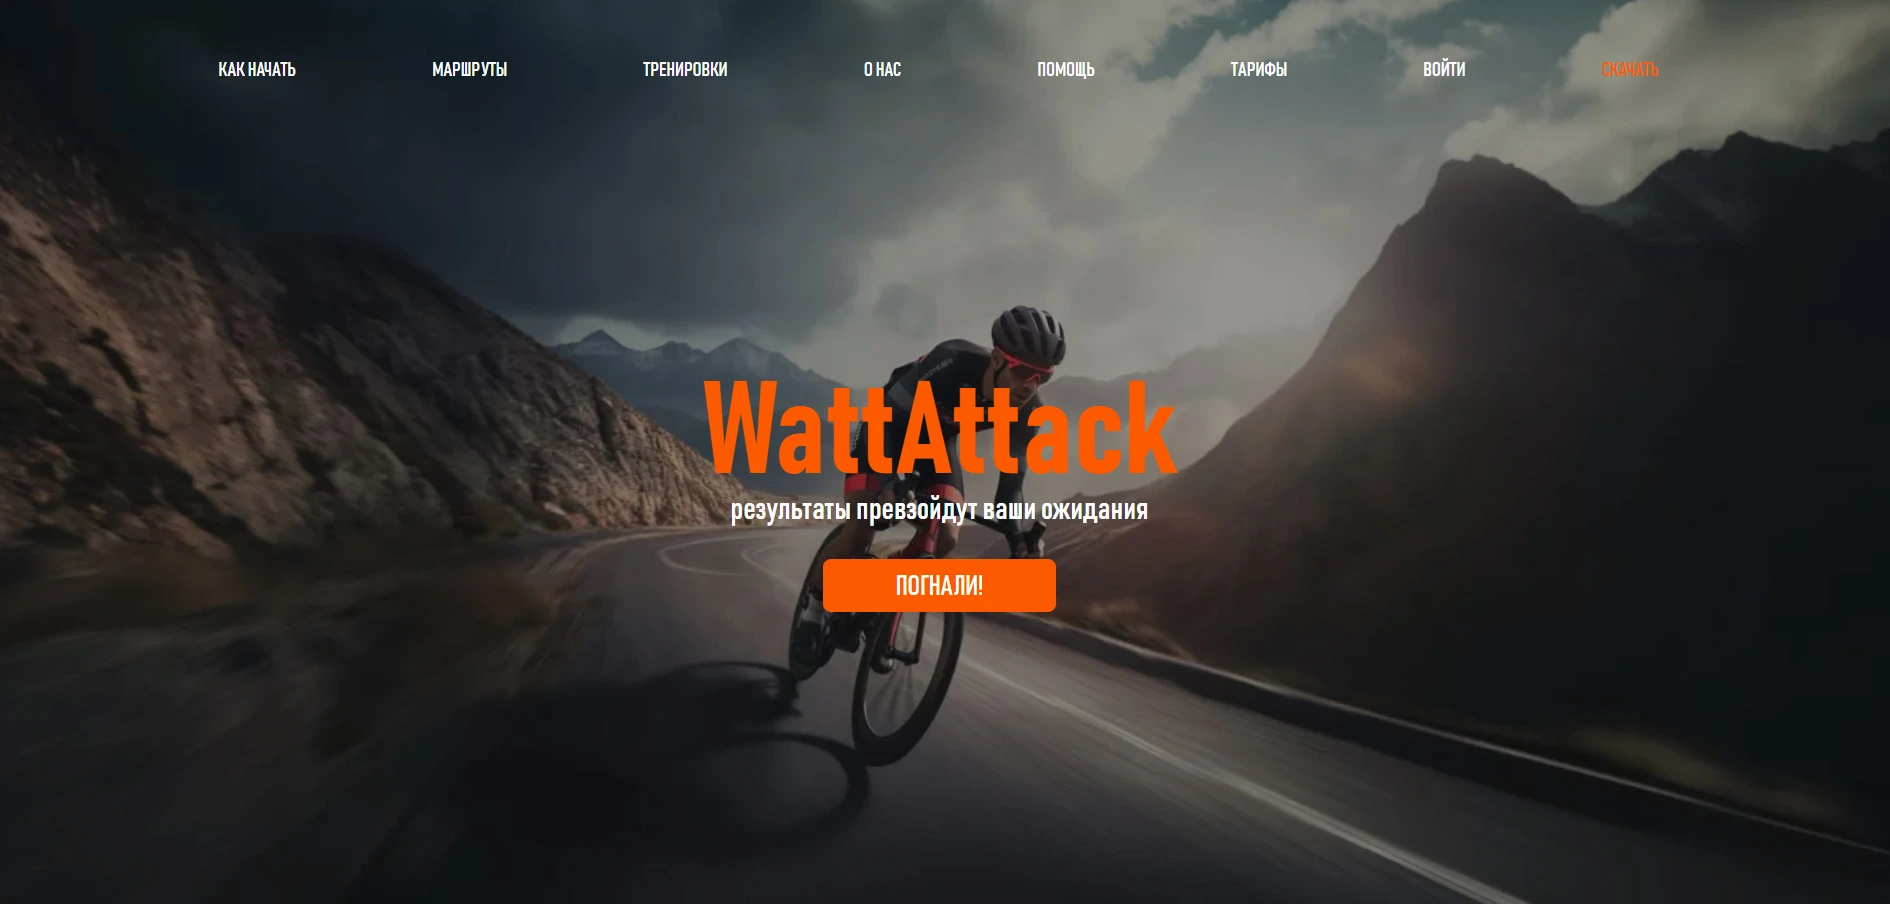 КАК НАЧАТЬ МАРШРУТЫ ТРЕНИРОВКИ О НАС ПОМОЩЬ ТАРИФЫ ВОЙТИ СКАЧАТЬ
WattAttack
результаты превзойдут ваши ожидания
ПОГНАЛИ!